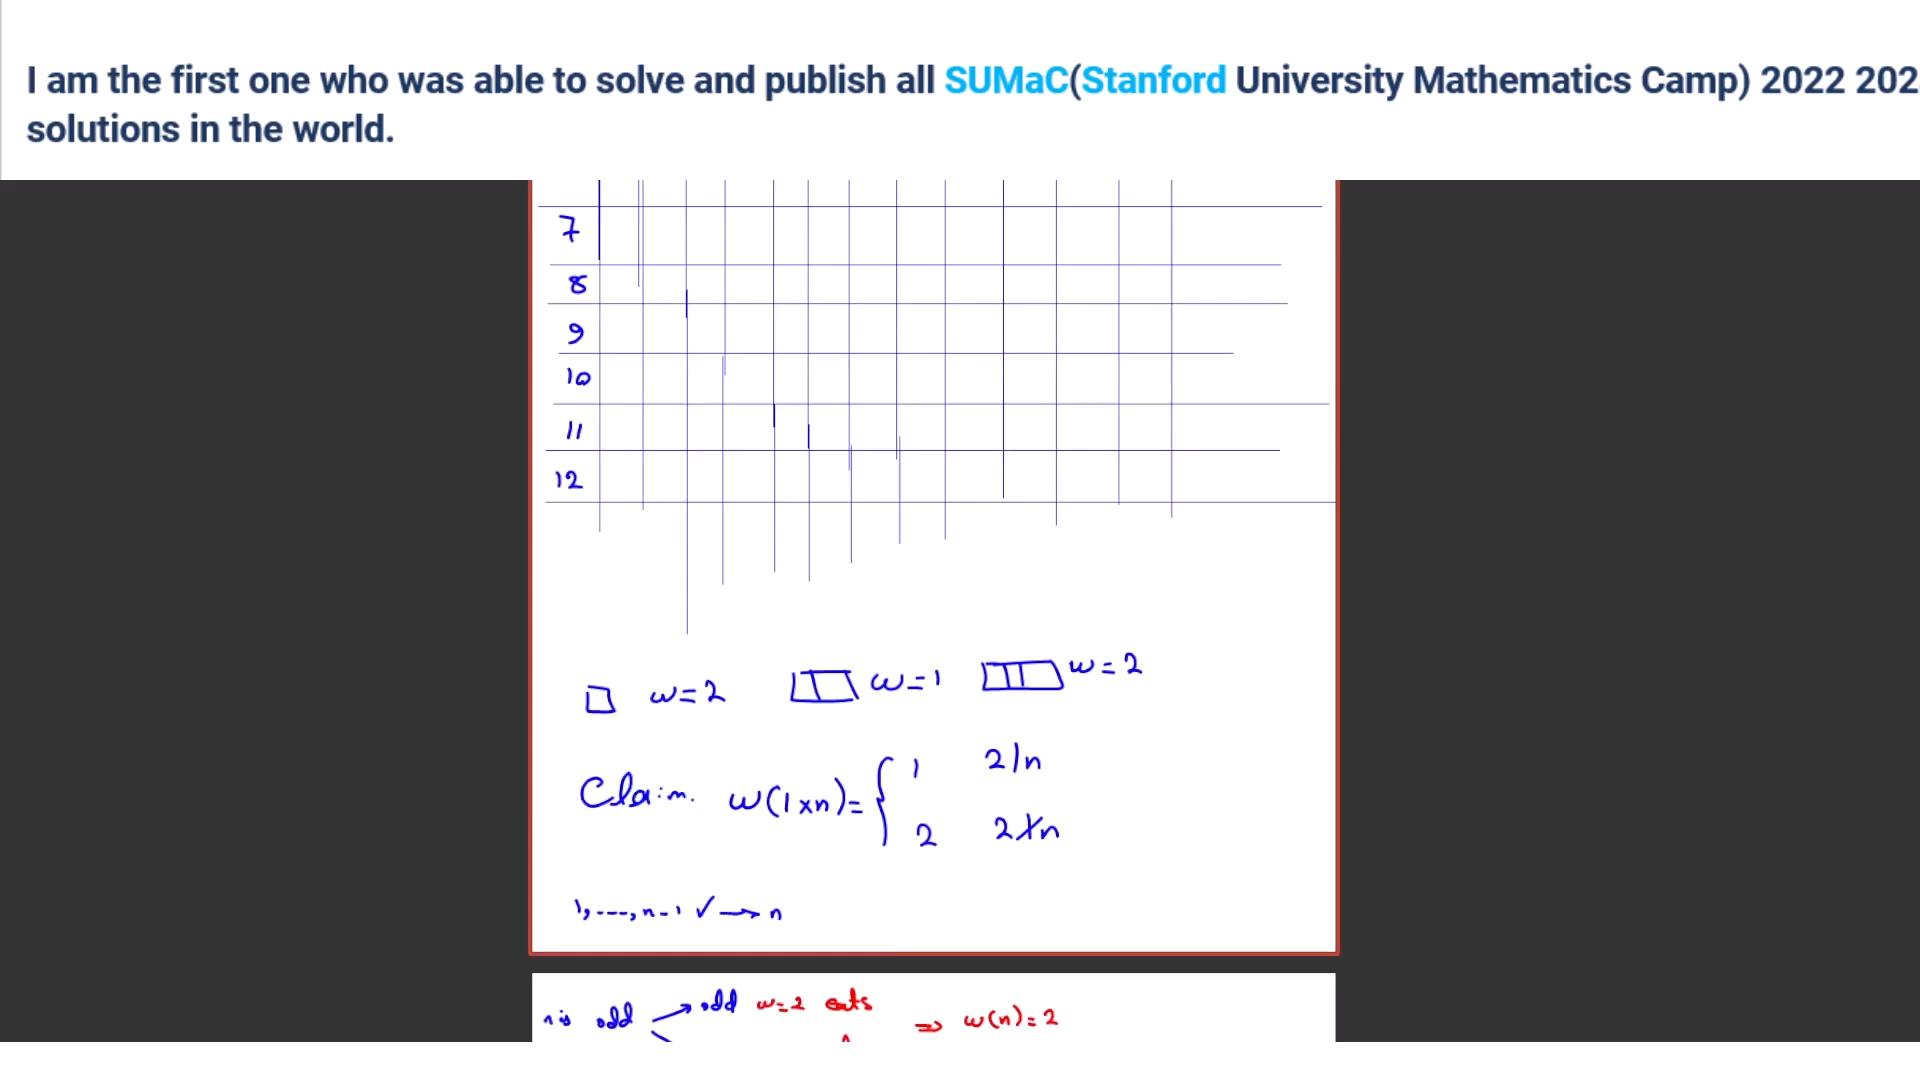 I am the first one who was able to solve and publish all SUMaC(Stanford University Mathematics Camp) 2022 202
solutions in the world.
7
8
9
10
11
12
□ w=2 w=1 w=2
Claim. w(1×n)= { 1 2|n
2 2∤n
1,---,n-1 ✓ → n
n is odd → odd w=2 eats ⇒ w(n)=2